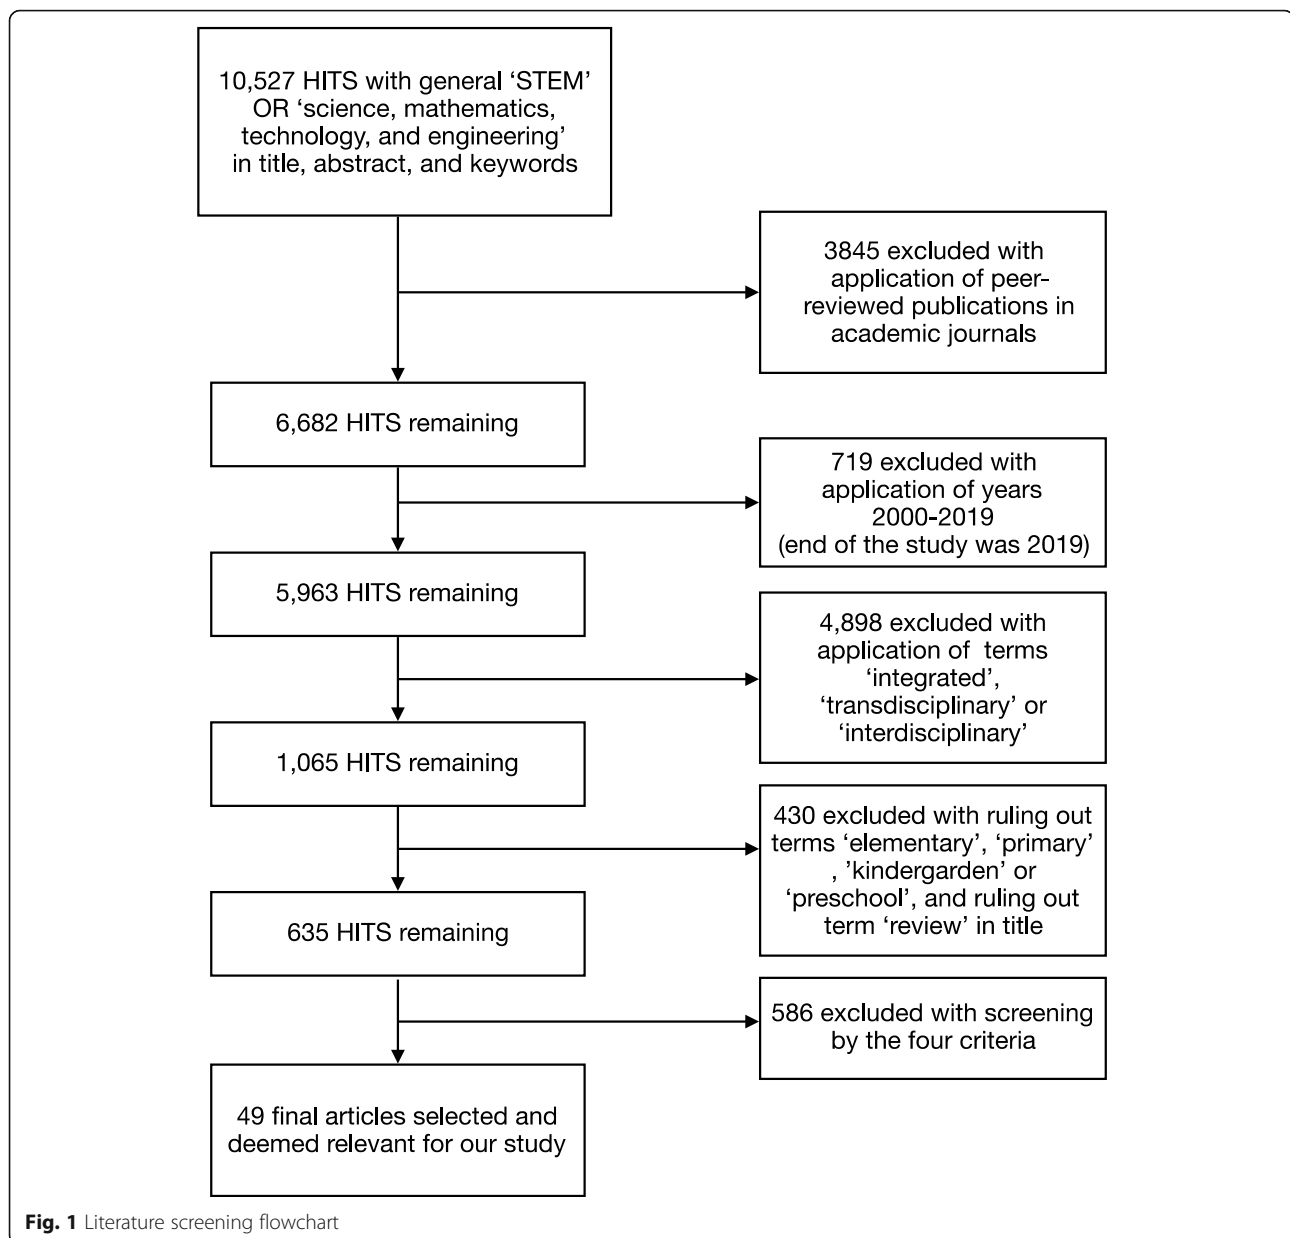 10,527 HITS with general ‘STEM’
OR ‘science, mathematics,
technology, and engineering’
in title, abstract, and keywords
3845 excluded with
application of peer-
reviewed publications in
academic journals
6,682 HITS remaining
719 excluded with
application of years
2000-2019
(end of the study was 2019)
5,963 HITS remaining
4,898 excluded with
application of terms
‘integrated’,
‘transdisciplinary’ or
‘interdisciplinary’
1,065 HITS remaining
430 excluded with ruling out
terms ‘elementary’, ‘primary’
, ’kindergarden’ or
‘preschool’, and ruling out
term ‘review’ in title
635 HITS remaining
586 excluded with screening
by the four criteria
49 final articles selected and
deemed relevant for our study
Fig. 1 Literature screening flowchart